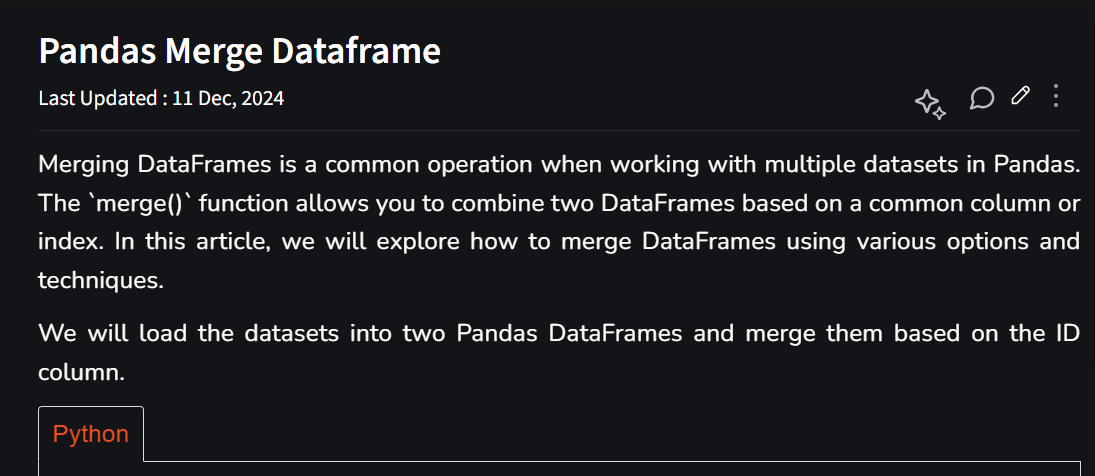 Pandas Merge Dataframe
Last Updated : 11 Dec, 2024
Merging DataFrames is a common operation when working with multiple datasets in Pandas.
The `merge()` function allows you to combine two DataFrames based on a common column or
index. In this article, we will explore how to merge DataFrames using various options and
techniques.
We will load the datasets into two Pandas DataFrames and merge them based on the ID
column.
Python